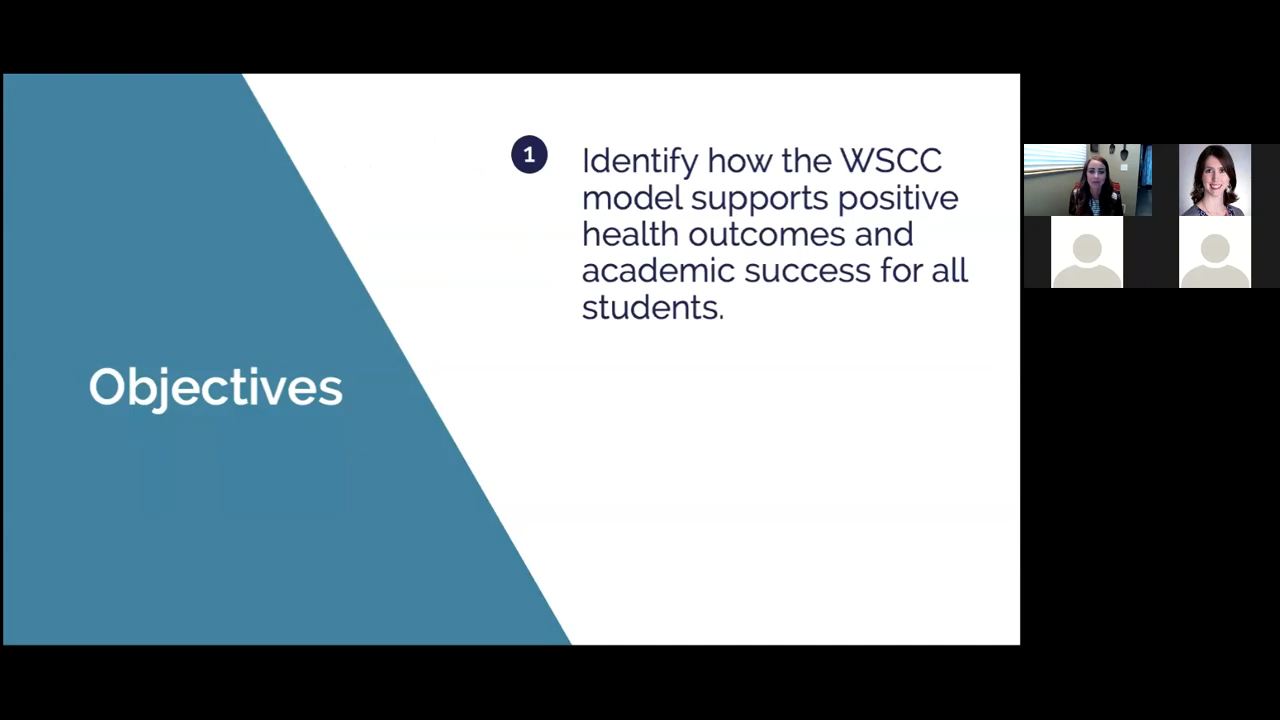 Objectives
1
Identify how the WSCC
model supports positive
health outcomes and
academic success for all
students.